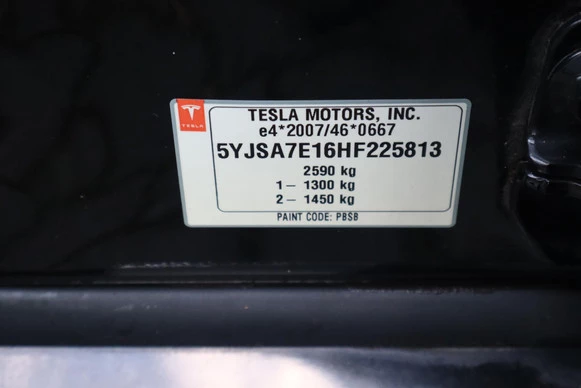 TESLA
TESLA MOTORS, INC.
e4*2007/46*0667
5YJSA7E16HF225813
2590 kg
1 - 1300 kg
2 - 1450 kg
PAINT CODE: PBSB